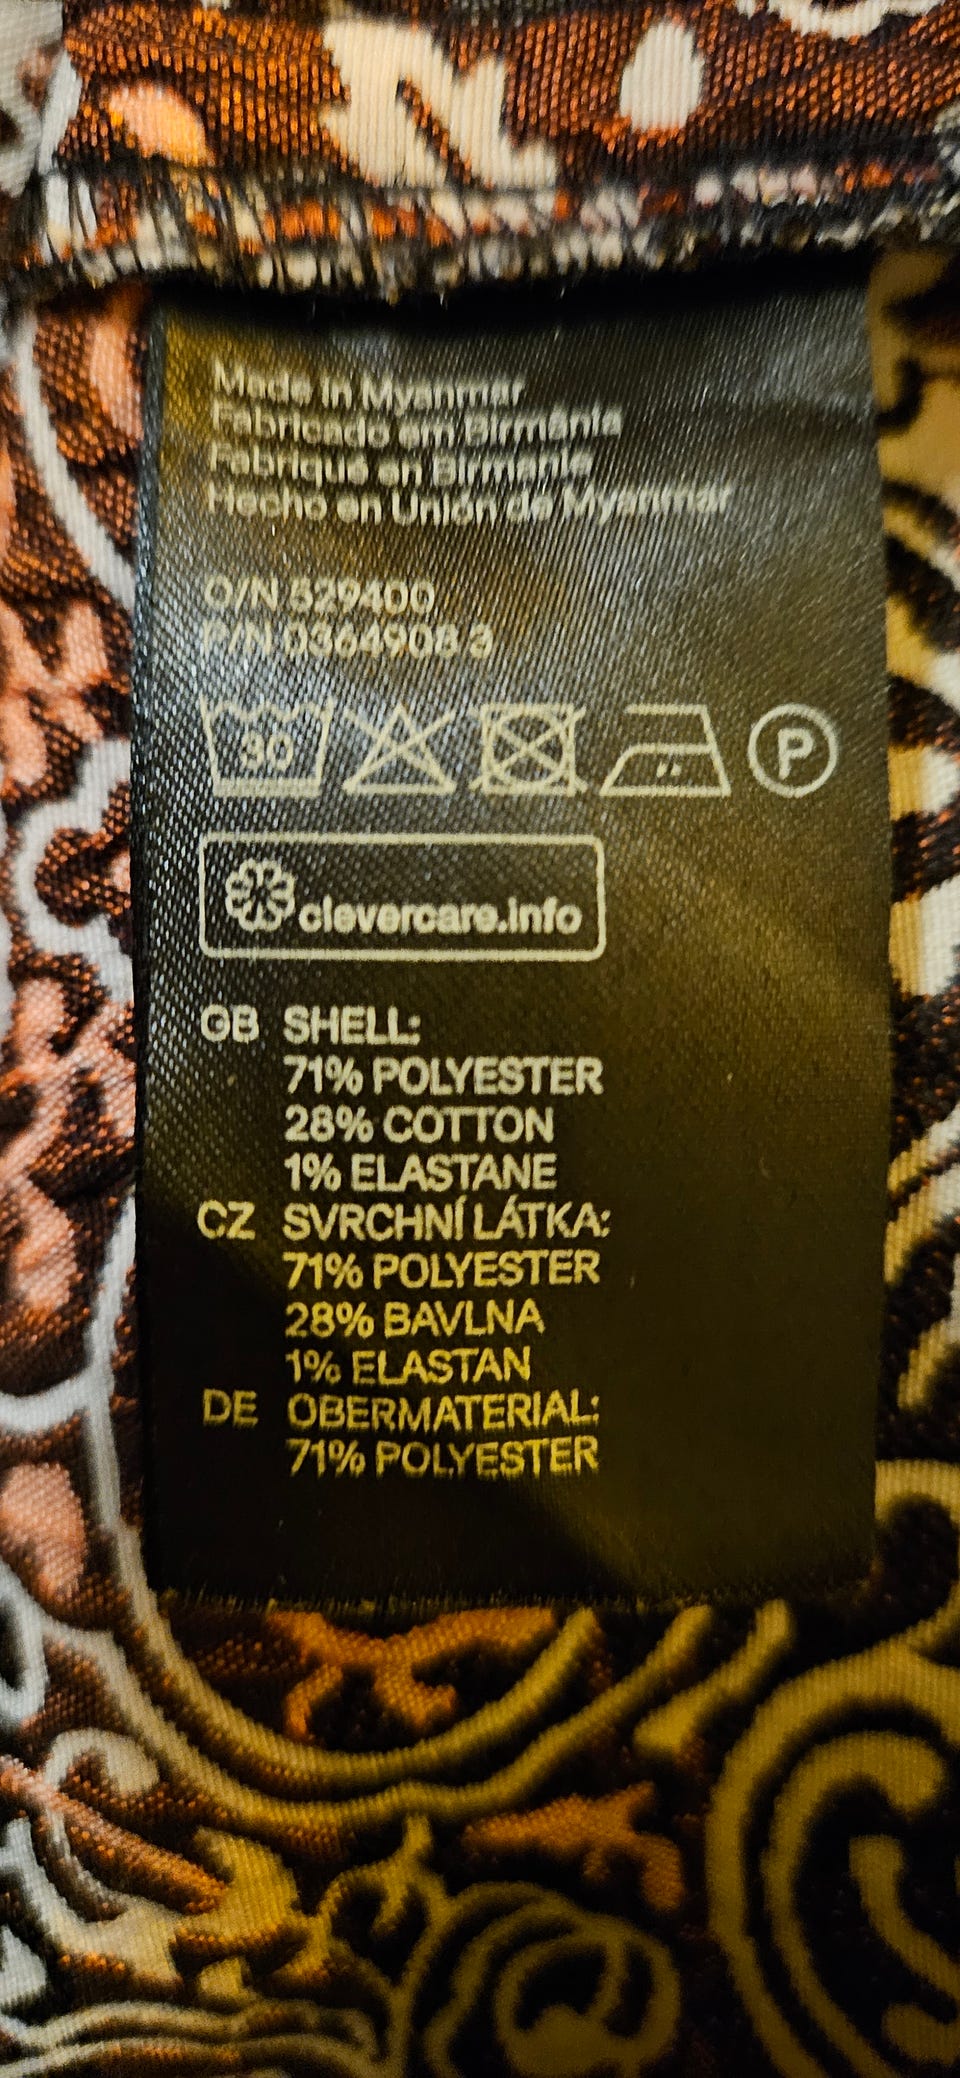 Made in Myanmar
Fabricado em Birmânia
Fabriqué en Birmanie
Hecho en Unión de Myanmar
O/N 529400
P/N 0364908 3
30 P
clevercare.info
GB SHELL:
71% POLYESTER
28% COTTON
1% ELASTANE
CZ SVRCHNÍ LÁTKA:
71% POLYESTER
28% BAVLNA
1% ELASTAN
DE OBERMATERIAL:
71% POLYESTER